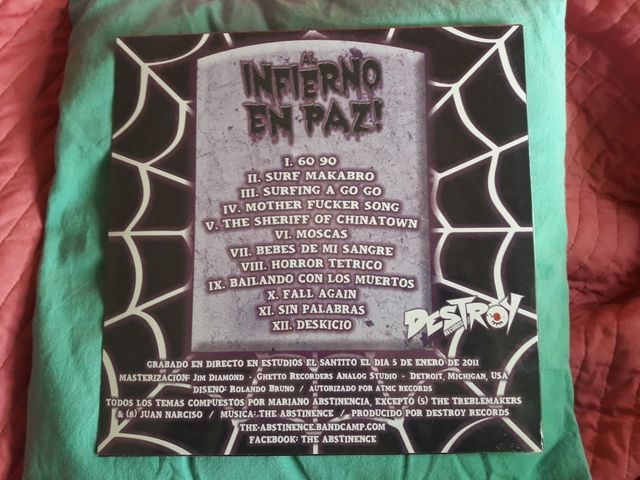 AL
INFIERNO
EN PAZ!
I. 60 90
II. SURF MAKABRO
III. SURFING A GO GO
IV. MOTHER FUCKER SONG
V. THE SHERIFF OF CHINATOWN
VI. MOSCAS
VII. BEBES DE MI SANGRE
VIII. HORROR TETRICO
IX. BAILANDO CON LOS MUERTOS
X. FALL AGAIN
XI. SIN PALABRAS
XII. DESKICIO
DESTROY
RECORDS
GRABADO EN DIRECTO EN ESTUDIOS EL SANTITO EL DIA 5 DE ENERO DE 2011
MASTERIZACION: JIM DIAMOND - GHETTO RECORDERS ANALOG STUDIO - DETROIT, MICHIGAN, USA
DISENO: ROLANDO BRUNO / AUTORIZADO POR ATMC RECORDS
TODOS LOS TEMAS COMPUESTOS POR MARIANO ABSTINENCIA, EXCEPTO (5) THE TREBLEMAKERS
& (8) JUAN NARCISO / MUSICA: THE ABSTINENCE / PRODUCIDO POR DESTROY RECORDS
THE-ABSTINENCE.BANDCAMP.COM
FACEBOOK: THE ABSTINENCE